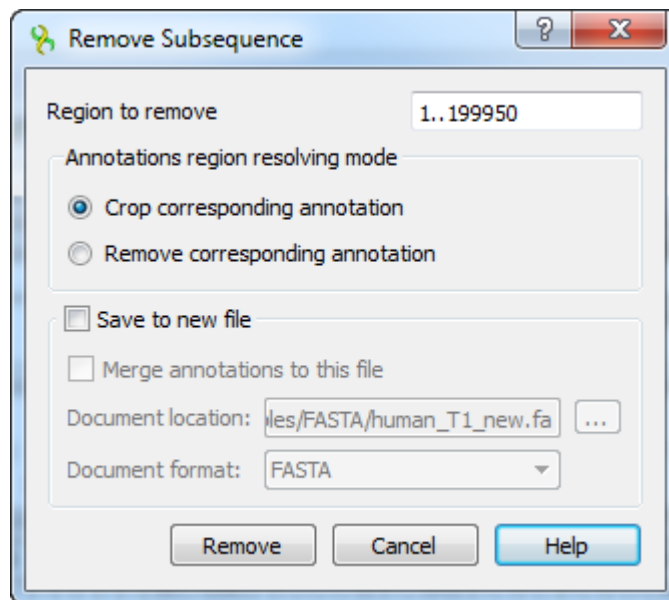 Remove Subsequence
?
Region to remove 1..199950
Annotations region resolving mode
Crop corresponding annotation
Remove corresponding annotation
Save to new file
Merge annotations to this file
Document location: les/FASTA/human_T1_new.fa ...
Document format: FASTA
Remove Cancel Help